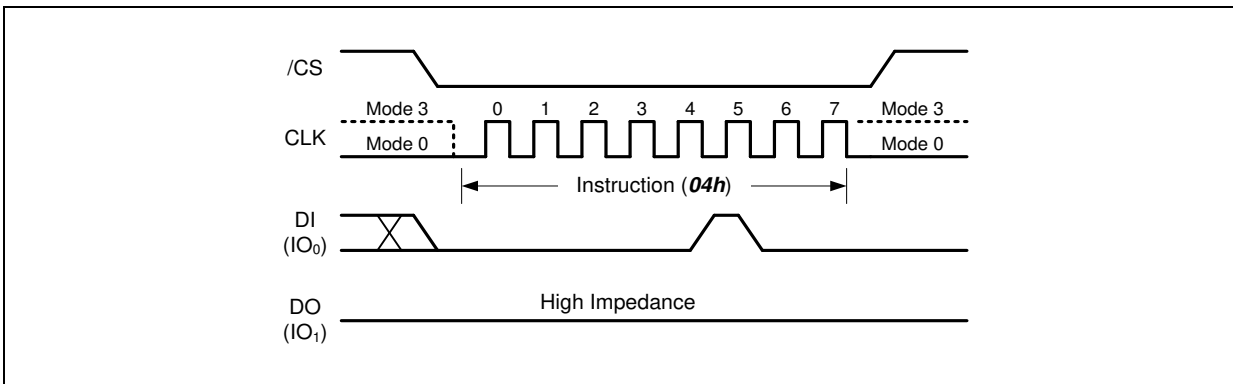 /CS
Mode 3 0 1 2 3 4 5 6 7 Mode 3
CLK
Mode 0 Mode 0
Instruction (04h)
DI
(IO₀)
High Impedance
DO
(IO₁)